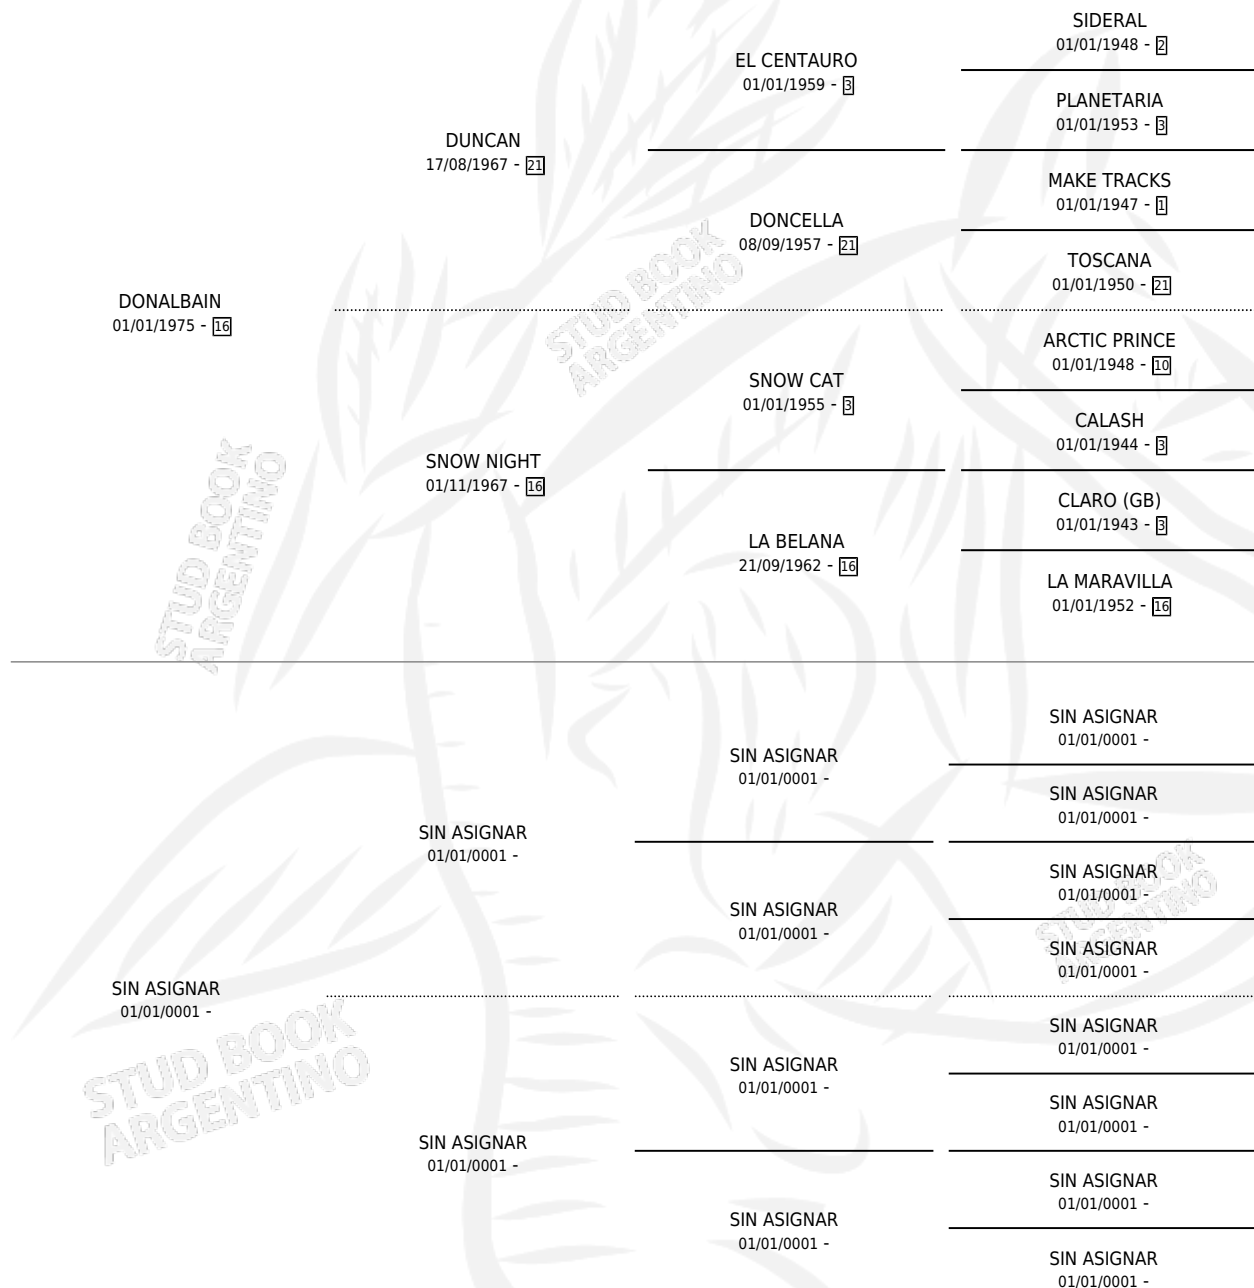 SIDERAL
01/01/1948 - 2
EL CENTAURO
01/01/1959 - 3
PLANETARIA
01/01/1953 - 3
DUNCAN
17/08/1967 - 21
MAKE TRACKS
01/01/1947 - 1
DONCELLA
08/09/1957 - 21
TOSCANA
01/01/1950 - 21
DONALBAIN
01/01/1975 - 16
ARCTIC PRINCE
01/01/1948 - 10
SNOW CAT
01/01/1955 - 3
CALASH
01/01/1944 - 3
SNOW NIGHT
01/11/1967 - 16
CLARO (GB)
01/01/1943 - 3
LA BELANA
21/09/1962 - 16
LA MARAVILLA
01/01/1952 - 16
STUD BOOK
ARGENTINO
STUD BOOK
ARGENTINO
SIN ASIGNAR
01/01/0001 -
SIN ASIGNAR
01/01/0001 -
SIN ASIGNAR
01/01/0001 -
SIN ASIGNAR
01/01/0001 -
SIN ASIGNAR
01/01/0001 -
SIN ASIGNAR
01/01/0001 -
SIN ASIGNAR
01/01/0001 -
SIN ASIGNAR
01/01/0001 -
SIN ASIGNAR
01/01/0001 -
SIN ASIGNAR
01/01/0001 -
SIN ASIGNAR
01/01/0001 -
SIN ASIGNAR
01/01/0001 -
SIN ASIGNAR
01/01/0001 -
SIN ASIGNAR
01/01/0001 -
SIN ASIGNAR
01/01/0001 -
STUD BOOK
ARGENTINO
STUD BOOK
ARGENTINO